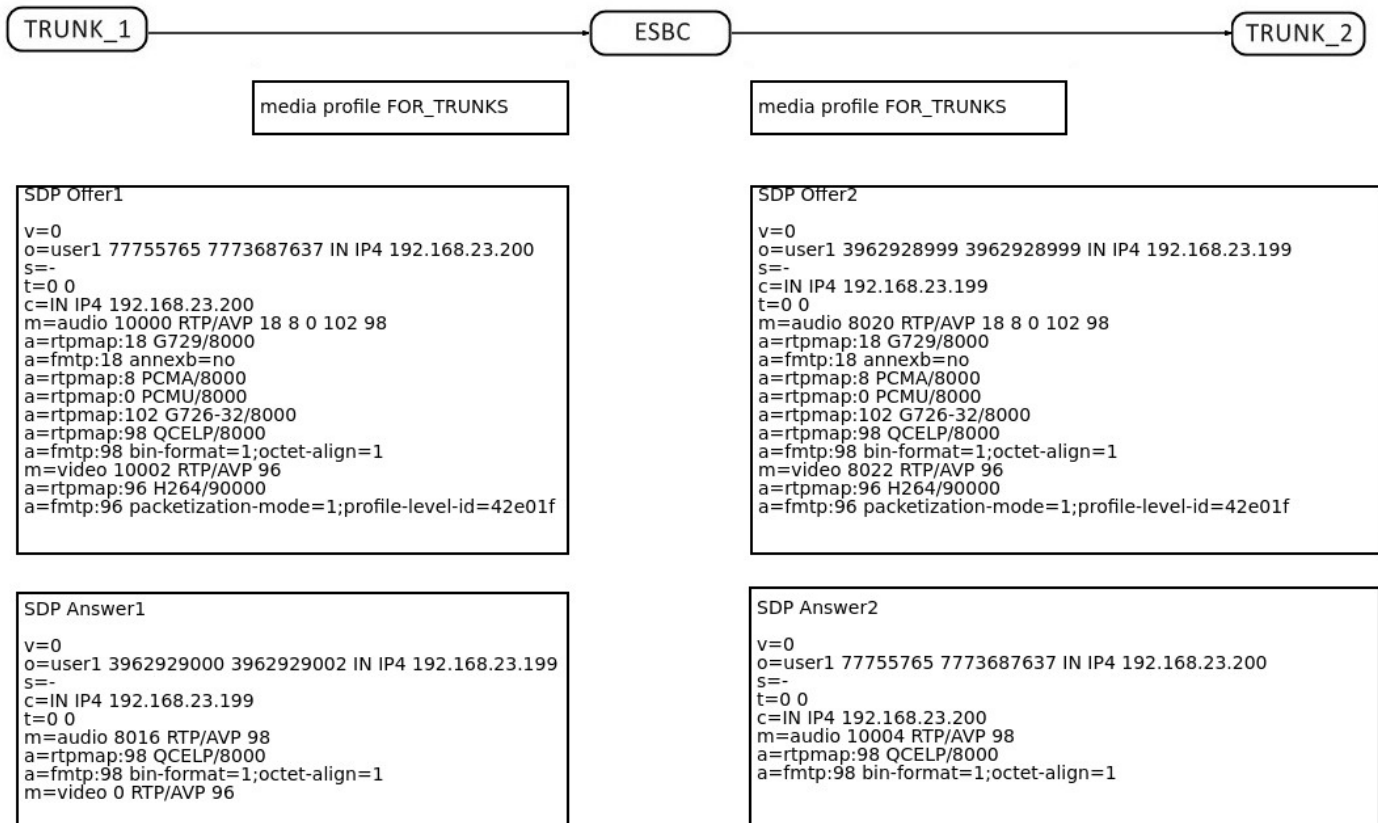 TRUNK_1
ESBC
TRUNK_2
media profile FOR_TRUNKS
media profile FOR_TRUNKS
SDP Offer1
v=0
o=user1 77755765 7773687637 IN IP4 192.168.23.200
s=-
t=0 0
c=IN IP4 192.168.23.200
m=audio 10000 RTP/AVP 18 8 0 102 98
a=rtpmap:18 G729/8000
a=fmtp:18 annexb=no
a=rtpmap:8 PCMA/8000
a=rtpmap:0 PCMU/8000
a=rtpmap:102 G726-32/8000
a=rtpmap:98 QCELP/8000
a=fmtp:98 bin-format=1;octet-align=1
m=video 10002 RTP/AVP 96
a=rtpmap:96 H264/90000
a=fmtp:96 packetization-mode=1;profile-level-id=42e01f
SDP Offer2
v=0
o=user1 3962928999 3962928999 IN IP4 192.168.23.199
s=-
c=IN IP4 192.168.23.199
t=0 0
m=audio 8020 RTP/AVP 18 8 0 102 98
a=rtpmap:18 G729/8000
a=fmtp:18 annexb=no
a=rtpmap:8 PCMA/8000
a=rtpmap:0 PCMU/8000
a=rtpmap:102 G726-32/8000
a=rtpmap:98 QCELP/8000
a=fmtp:98 bin-format=1;octet-align=1
m=video 8022 RTP/AVP 96
a=rtpmap:96 H264/90000
a=fmtp:96 packetization-mode=1;profile-level-id=42e01f
SDP Answer1
v=0
o=user1 3962929000 3962929002 IN IP4 192.168.23.199
s=-
c=IN IP4 192.168.23.199
t=0 0
m=audio 8016 RTP/AVP 98
a=rtpmap:98 QCELP/8000
a=fmtp:98 bin-format=1;octet-align=1
m=video 0 RTP/AVP 96
SDP Answer2
v=0
o=user1 77755765 7773687637 IN IP4 192.168.23.200
s=-
t=0 0
c=IN IP4 192.168.23.200
m=audio 10004 RTP/AVP 98
a=rtpmap:98 QCELP/8000
a=fmtp:98 bin-format=1;octet-align=1